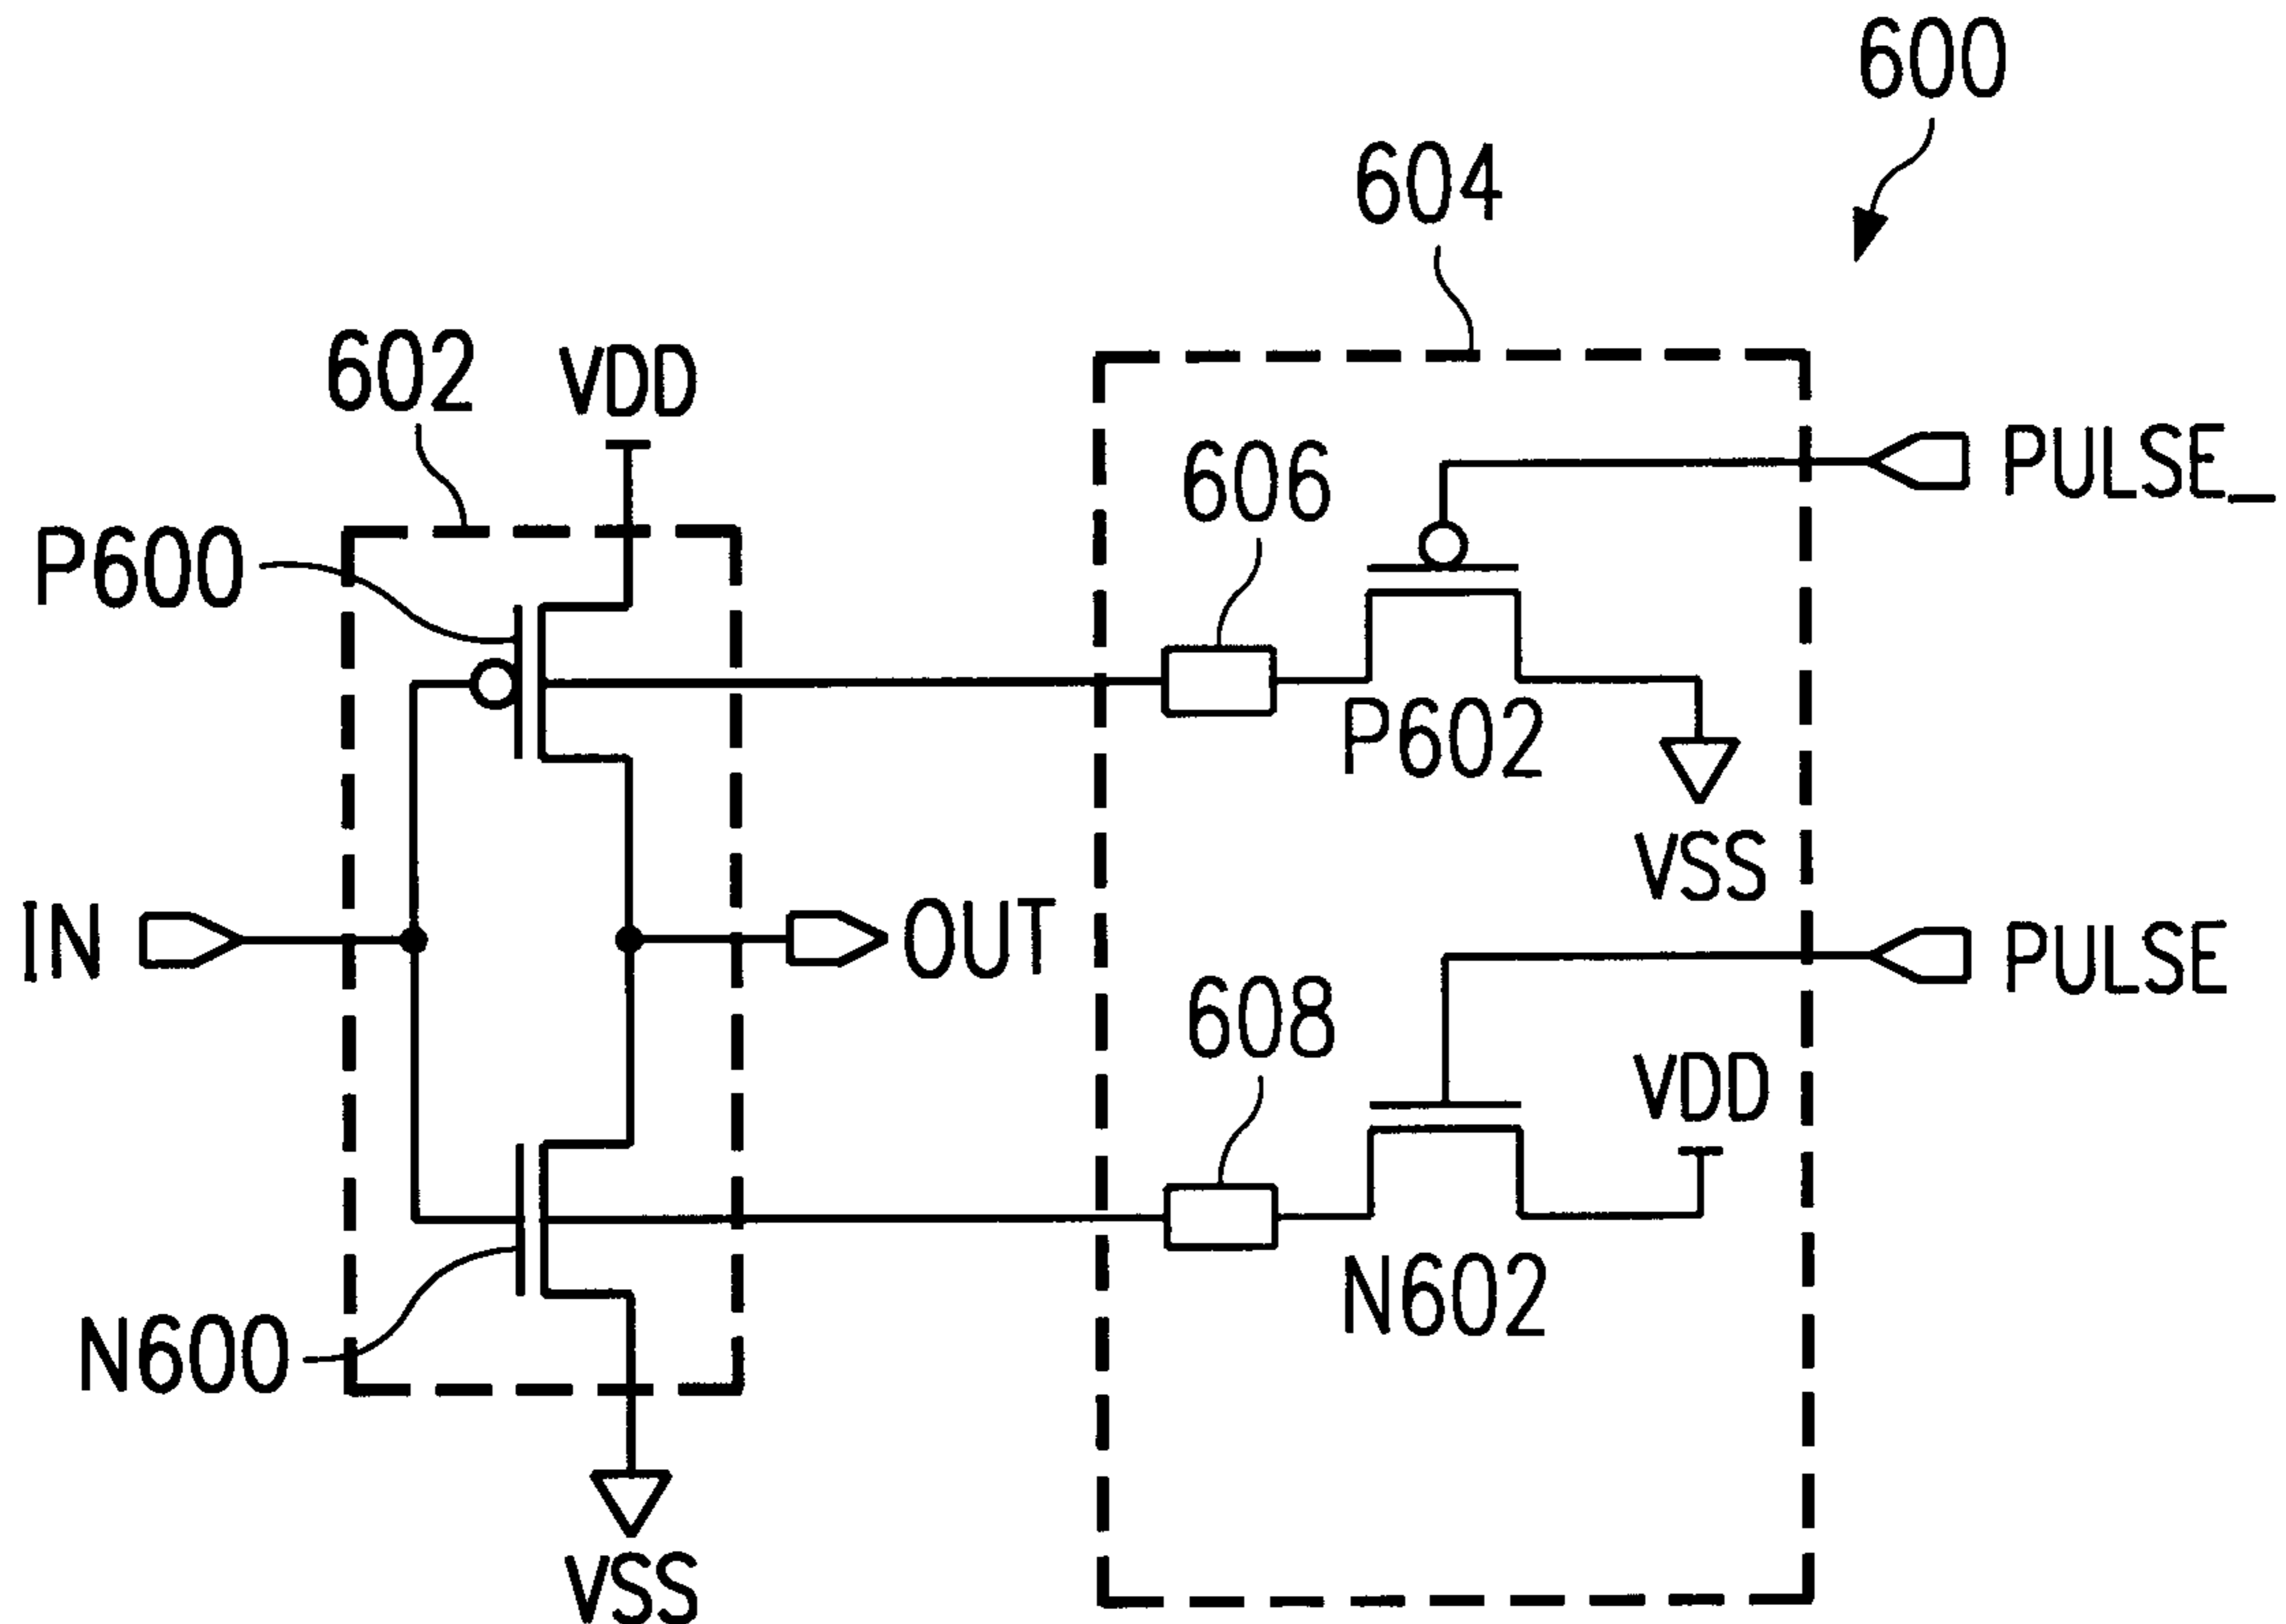 600
604
602
VDD
PULSE_
606
P600
P602
VSS
IN
OUT
PULSE
608
VDD
N602
N600
VSS